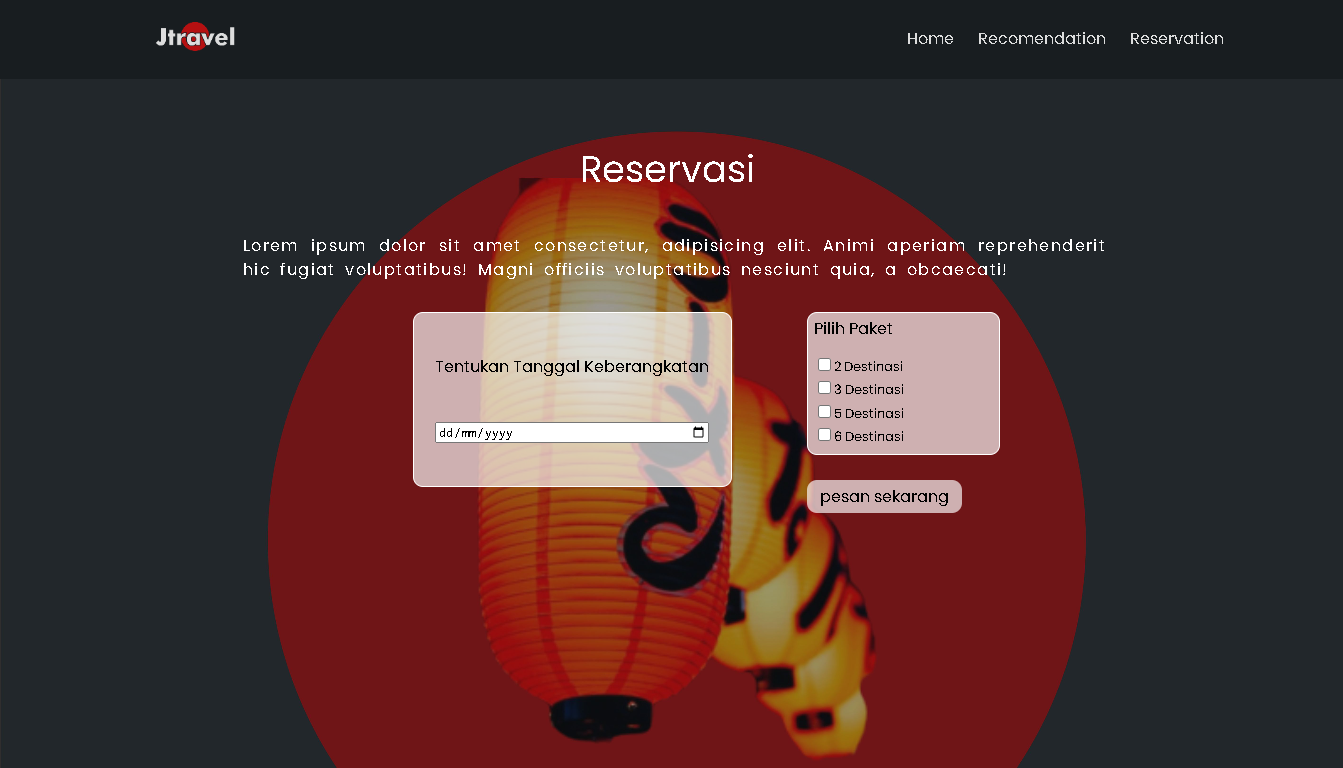 Jtravel
Home Recomendation Reservation
Reservasi
Lorem ipsum dolor sit amet consectetur, adipisicing elit. Animi aperiam reprehenderit
hic fugiat voluptatibus! Magni officiis voluptatibus nesciunt quia, a obcaecati!
Tentukan Tanggal Keberangkatan
dd/mm/yyyy
Pilih Paket
2 Destinasi
3 Destinasi
5 Destinasi
6 Destinasi
pesan sekarang